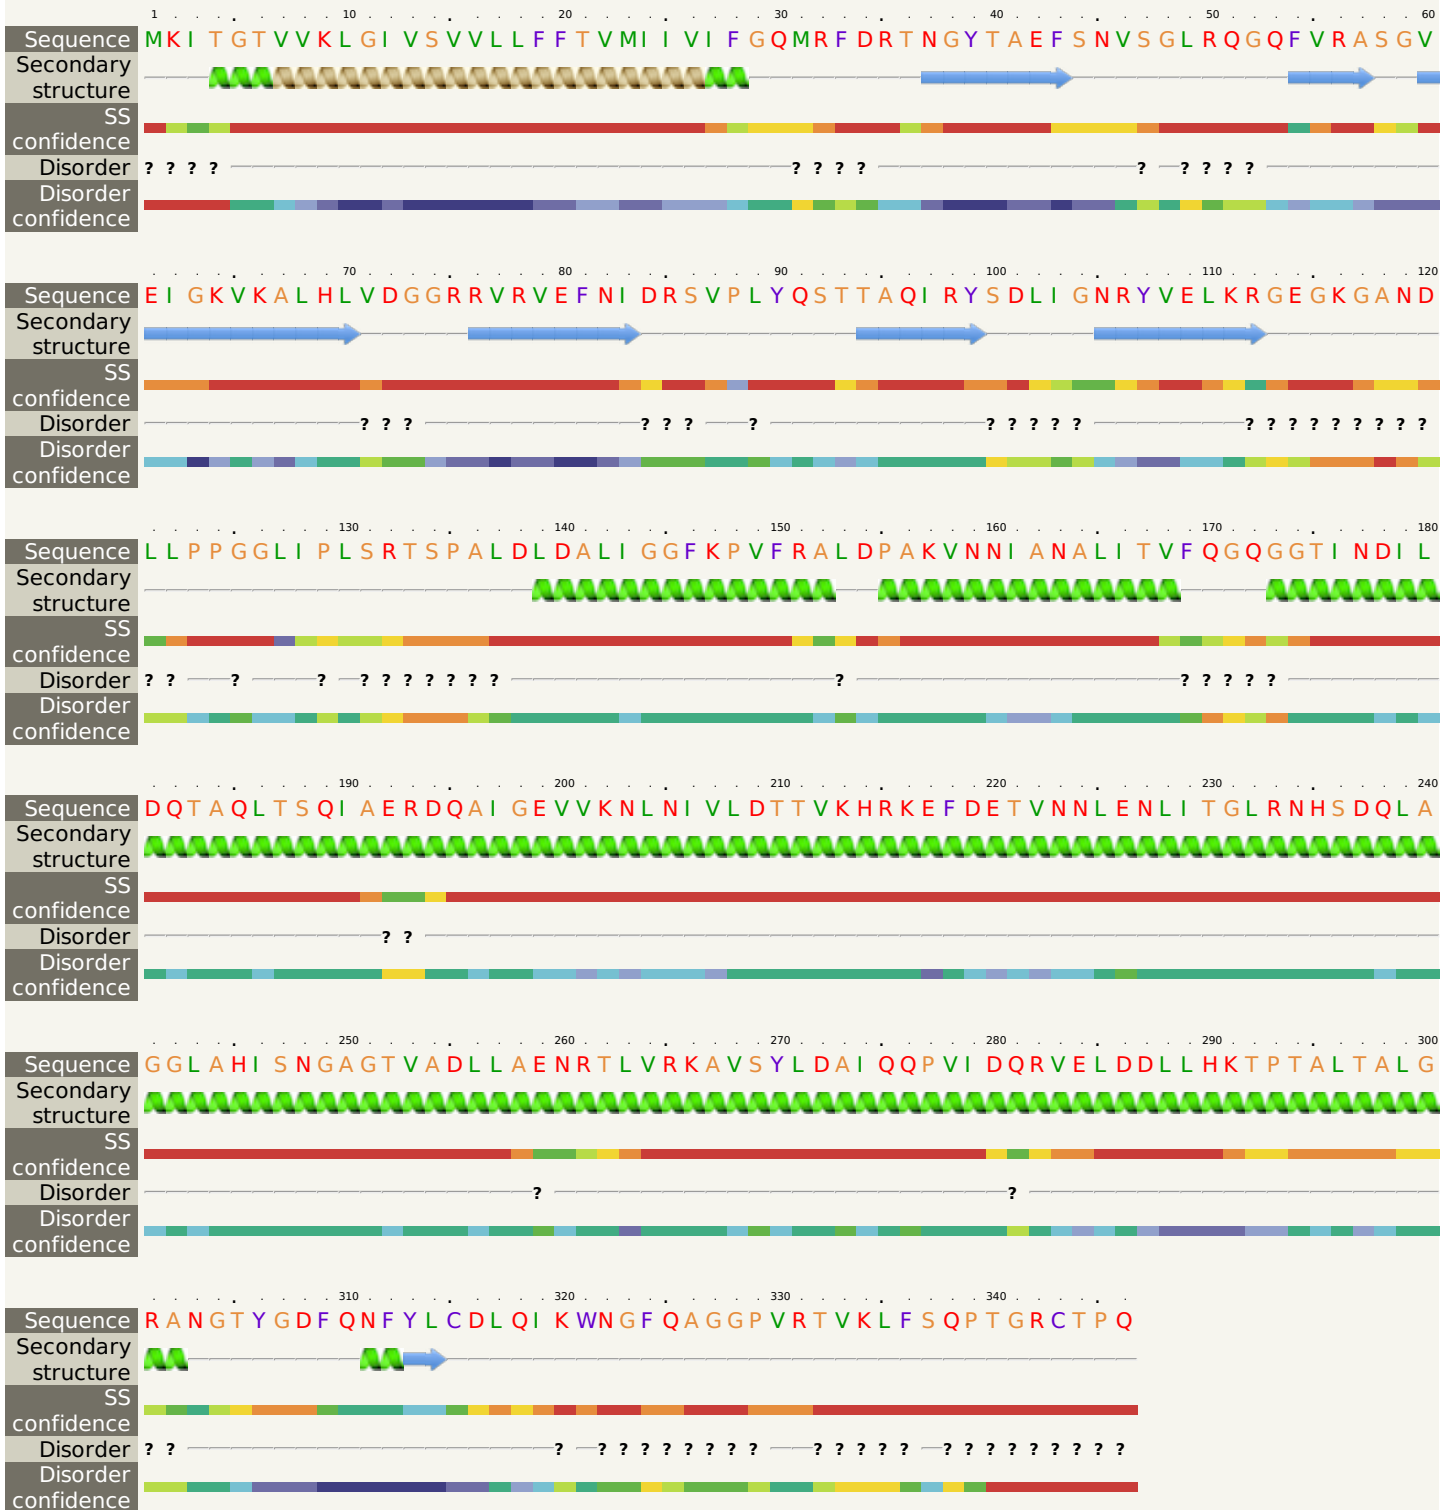 1 10 20 30 40 50 60
Sequence MKITGTVVKLGIVSVVLLFFTVMIIVIFGQMRFDRTNGYTAEFSNVSGLRQGQFVRASGV
Secondary
structure
SS
confidence
Disorder ? ? ? ? ? ? ? ? ? ? ? ? ?
Disorder
confidence
70 80 90 100 110 120
Sequence EIGKVKALHLVDGGRRVRVEFNIDRSVPLYQSTTAQIRYSDLIGNRYVELKRGEGKGAND
Secondary
structure
SS
confidence
Disorder ? ? ? ? ? ? ? ? ? ? ? ? ? ? ? ? ? ? ? ? ?
Disorder
confidence
130 140 150 160 170 180
Sequence LLPPGGLIPLSRTSPALDLDALIGGFKPVFRALDPAKVNNIANALITVFQGQGGTINDIL
Secondary
structure
SS
confidence
Disorder ? ? ? ? ? ? ? ? ? ? ? ? ? ? ? ? ?
Disorder
confidence
190 200 210 220 230 240
Sequence DQTAQLTSQIAERDQAIGEVVKNLNIVLDTTVKHRKEFDETVNNLENLITGLRNHSDQLA
Secondary
structure
SS
confidence
Disorder ? ?
Disorder
confidence
250 260 270 280 290 300
Sequence GGLAHISNGAGTVADLLAENRTLVRKAVSYLDAIQQPVIDQRVELDDLLHKTPTALTALG
Secondary
structure
SS
confidence
Disorder ? ?
Disorder
confidence
310 320 330 340
Sequence RANGTYGDFQNFYLCDLQIKWNGFQAGGPVRTVKLFSQPTGRCTPQ
Secondary
structure
SS
confidence
Disorder ? ? ? ? ? ? ? ? ? ? ? ? ? ? ? ? ? ? ? ? ? ? ? ? ?
Disorder
confidence